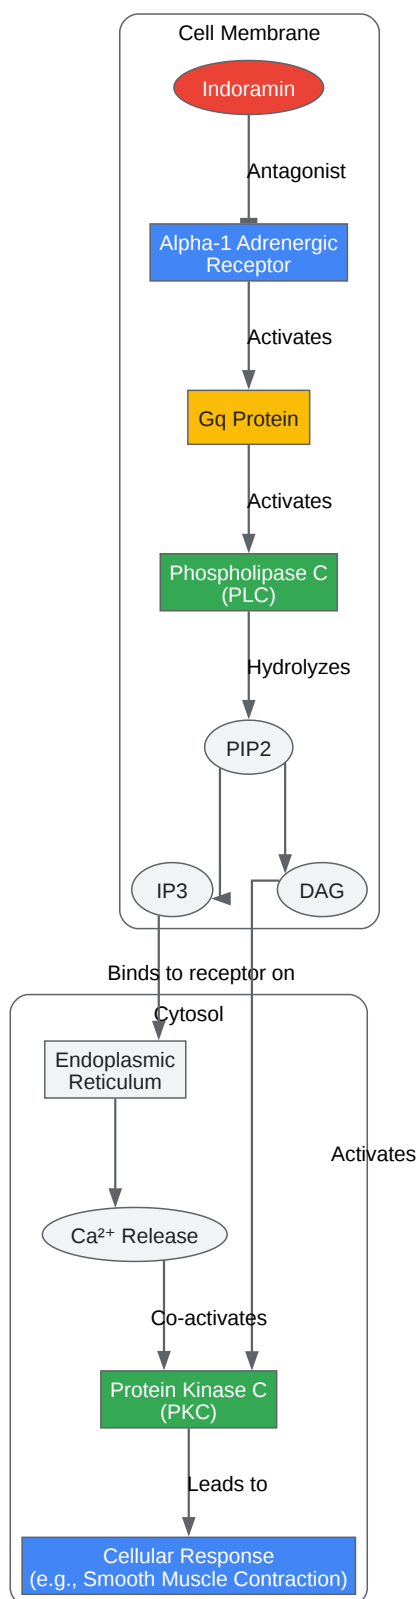 Cell Membrane
Indoramin
Antagonist
Alpha-1 Adrenergic
Receptor
Activates
Gq Protein
Activates
Phospholipase C
(PLC)
Hydrolyzes
PIP2
IP3
DAG
Binds to receptor on
Cytosol
Endoplasmic
Reticulum
Activates
Ca²⁺ Release
Co-activates
Protein Kinase C
(PKC)
Leads to
Cellular Response
(e.g., Smooth Muscle Contraction)